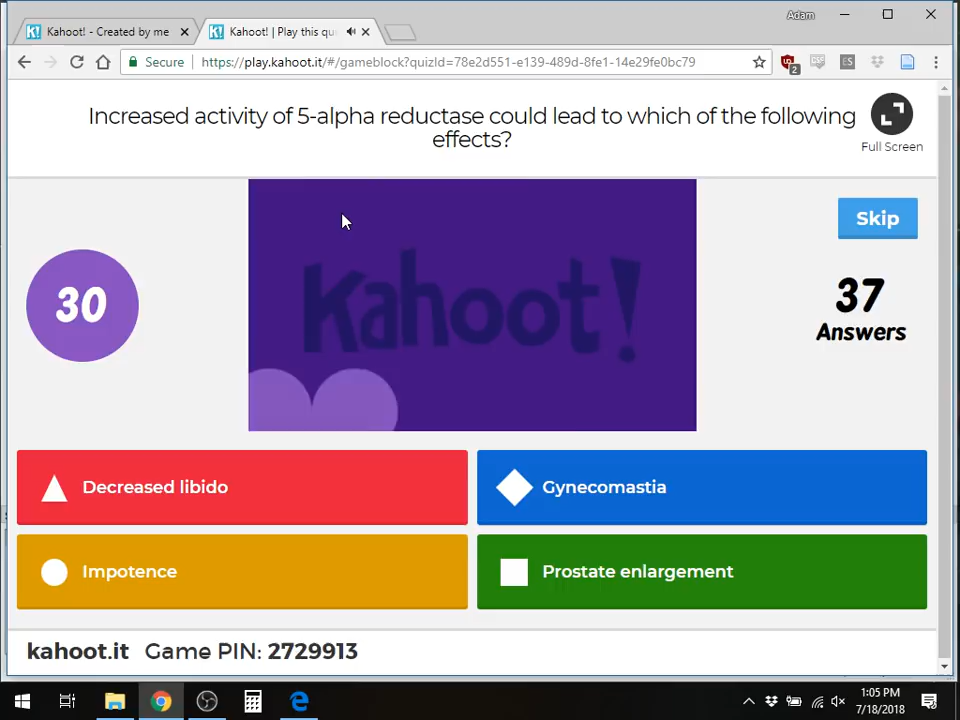 Adam
Kahoot! - Created by me
Kahoot! | Play this qu
Secure
https://play.kahoot.it/#/gameblock?quizId=78e2d551-e139-489d-8fe1-14e29fe0bc79
2
ES
Increased activity of 5-alpha reductase could lead to which of the following
effects?
Full Screen
Kahoot!
Skip
30
37
Answers
Decreased libido
Gynecomastia
Impotence
Prostate enlargement
kahoot.it Game PIN: 2729913
1:05 PM
7/18/2018